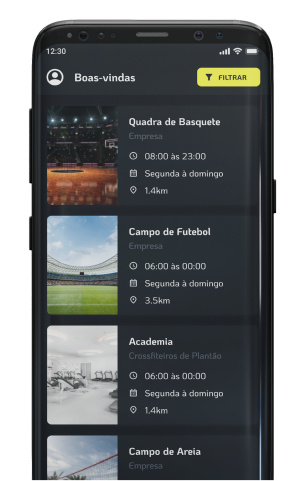 12:30
Boas-vindas
FILTRAR
Quadra de Basquete
Empresa
08:00 às 23:00
Segunda à domingo
1.4km
Campo de Futebol
Empresa
06:00 às 00:00
Segunda à domingo
3.5km
Academia
Crossfiteiros de Plantão
06:00 às 00:00
Segunda à domingo
1.4km
Campo de Areia
Empresa